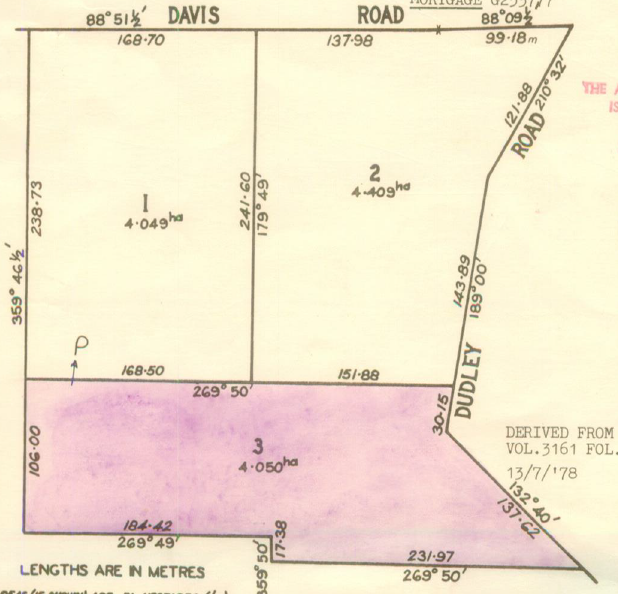 MORTGAGE
88° 51½' DAVIS ROAD 88°09½'
168·70 137·98 99·18m
THE
121·88
210° 32'
ROAD
1
4·049ha
2
4·409ha
238·73
359° 46½'
241·60
179° 49'
143·89
189°00'
DUDLEY
P
168·50 151·88
269° 50'
30·15
106·00
3
4·050ha
DERIVED FROM
VOL.3161 FOL.
13/7/'78
132° 40'
137·62
184·42
269° 49'
17·38
359° 50'
231·97
269° 50'
LENGTHS ARE IN METRES